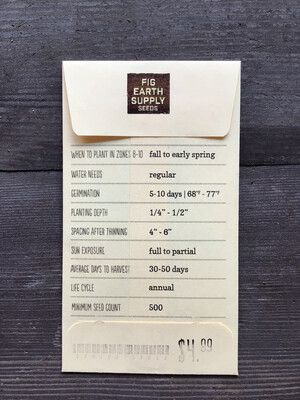 FIG
EARTH
SUPPLY
SEEDS
WHEN TO PLANT IN ZONES 8-10 fall to early spring
WATER NEEDS regular
GERMINATION 5-10 days | 68°F - 77°F
PLANTING DEPTH 1/4" - 1/2"
SPACING AFTER THINNING 4" - 6"
SUN EXPOSURE full to partial
AVERAGE DAYS TO HARVEST 30-50 days
LIFE CYCLE annual
MINIMUM SEED COUNT 500
$4.99